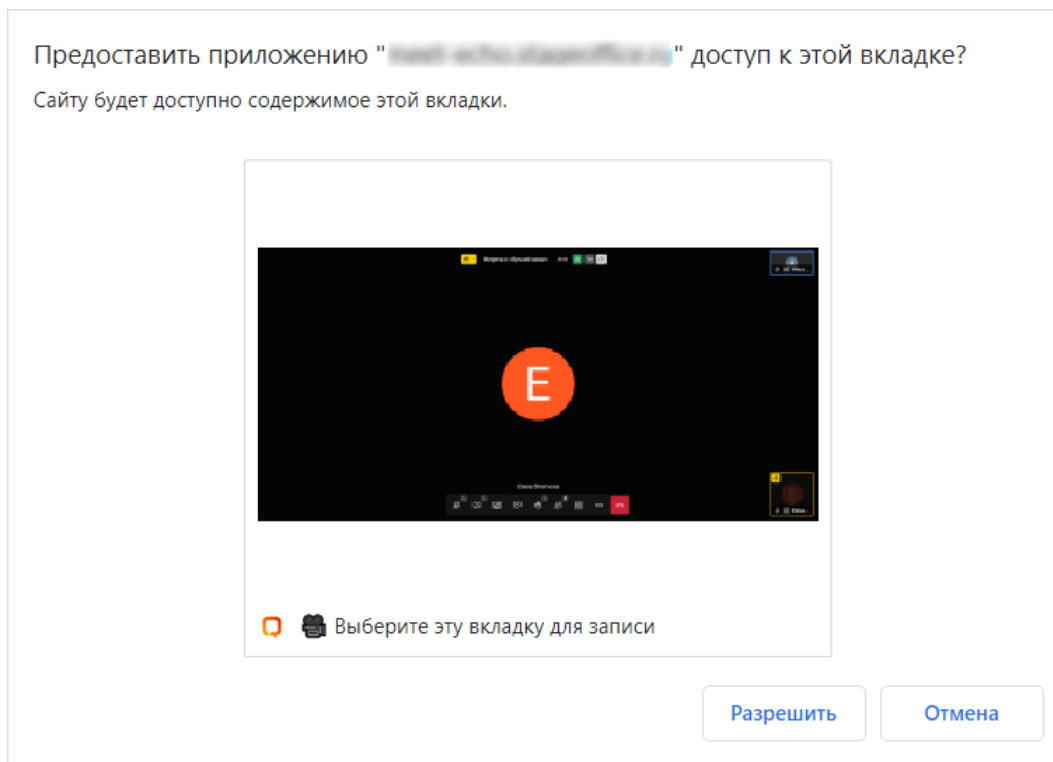 Предоставить приложению " " доступ к этой вкладке?
Сайту будет доступно содержимое этой вкладки.
E
Выберите эту вкладку для записи
Разрешить
Отмена